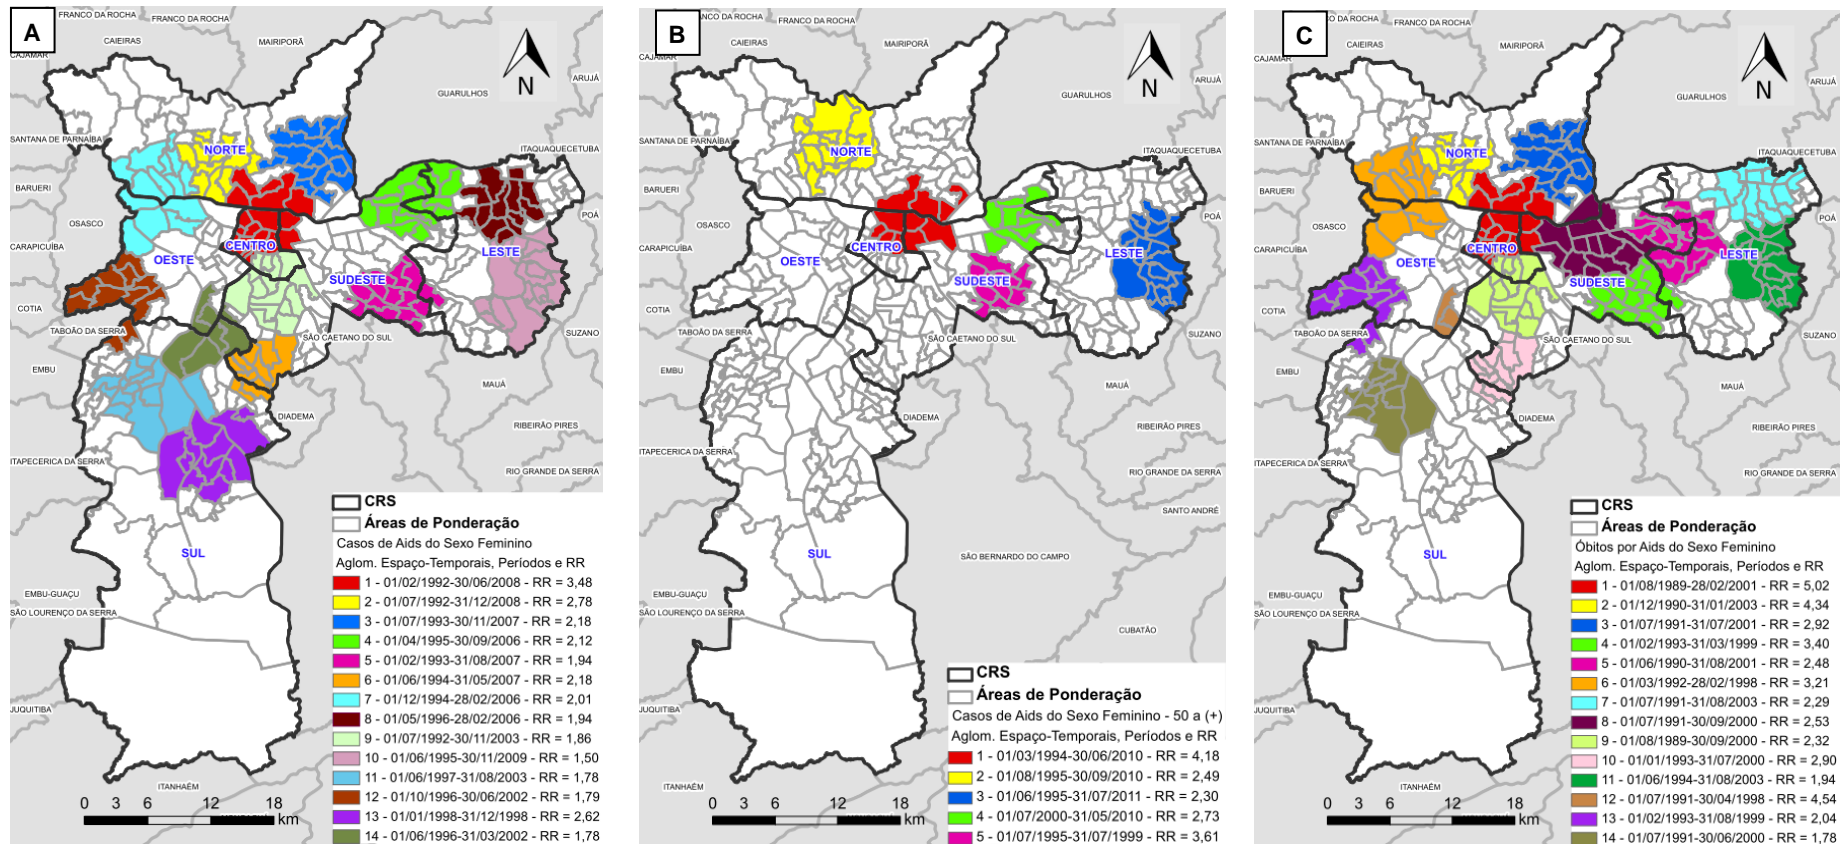 A
FRANCO DA ROCHA
FRANCO DA ROCHA
CAIEIRAS
MAIRIPORÃ
CAJAMAR
N
ARUJÁ
GUARULHOS
SANTANA DE PARNAÍBA
NORTE
ITAQUAQUECETUBA
BARUERI
POÁ
OSASCO
CENTRO
CARAPICUÍBA
LESTE
OESTE
SUDESTE
COTIA
TABOÃO DA SERRA
SÃO CAETANO DO SUL
SUZANO
EMBU
MAUÁ
DIADEMA
RIBEIRÃO PIRES
ITAPECERICA DA SERRA
RIO GRANDE DA SERRA
SUL
EMBU-GUAÇU
SÃO LOURENÇO DA SERRA
JUQUITIBA
ITANHAÉM
CRS
Áreas de Ponderação
Casos de Aids do Sexo Feminino
Aglom. Espaço-Temporais, Períodos e RR
1 - 01/02/1992-30/06/2008 - RR = 3,48
2 - 01/07/1992-31/12/2008 - RR = 2,78
3 - 01/07/1993-30/11/2007 - RR = 2,18
4 - 01/04/1995-30/09/2006 - RR = 2,12
5 - 01/02/1993-31/08/2007 - RR = 1,94
6 - 01/06/1994-31/05/2007 - RR = 2,18
7 - 01/12/1994-28/02/2006 - RR = 2,01
8 - 01/05/1996-28/02/2006 - RR = 1,94
9 - 01/07/1992-30/11/2003 - RR = 1,86
10 - 01/06/1995-30/11/2009 - RR = 1,50
11 - 01/06/1997-31/08/2003 - RR = 1,78
12 - 01/10/1996-30/06/2002 - RR = 1,79
13 - 01/01/1998-31/12/1998 - RR = 2,62
14 - 01/06/1996-31/03/2002 - RR = 1,78
0 3 6 12 18
km
B
FRANCO DA ROCHA
CAIEIRAS
MAIRIPORÃ
CAJAMAR
N
ARUJÁ
GUARULHOS
SANTANA DE PARNAÍBA
NORTE
ITAQUAQUECETUBA
BARUERI
POÁ
OSASCO
CENTRO
CARAPICUÍBA
LESTE
OESTE
SUDESTE
COTIA
TABOÃO DA SERRA
SÃO CAETANO DO SUL
SUZANO
EMBU
MAUÁ
DIADEMA
RIBEIRÃO PIRES
ITAPECERICA DA SERRA
RIO GRANDE DA SERRA
SANTO ANDRÉ
SUL
SÃO BERNARDO DO CAMPO
EMBU-GUAÇU
SÃO LOURENÇO DA SERRA
CUBATÃO
JUQUITIBA
ITANHAÉM
CRS
Áreas de Ponderação
Casos de Aids do Sexo Feminino - 50 a (+)
Aglom. Espaço-Temporais, Períodos e RR
1 - 01/03/1994-30/06/2010 - RR = 4,18
2 - 01/08/1995-30/09/2010 - RR = 2,49
3 - 01/06/1995-31/07/2011 - RR = 2,30
4 - 01/07/2000-31/05/2010 - RR = 2,73
5 - 01/07/1995-31/07/1999 - RR = 3,61
0 3 6 12 18
km
C
FRANCO DA ROCHA
CAIEIRAS
MAIRIPORÃ
CAJAMAR
N
ARUJÁ
GUARULHOS
SANTANA DE PARNAÍBA
NORTE
ITAQUAQUECETUBA
BARUERI
POÁ
OSASCO
CENTRO
CARAPICUÍBA
LESTE
OESTE
SUDESTE
COTIA
TABOÃO DA SERRA
SÃO CAETANO DO SUL
SUZANO
EMBU
MAUÁ
DIADEMA
RIBEIRÃO PIRES
ITAPECERICA DA SERRA
RIO GRANDE DA SERRA
SUL
EMBU-GUAÇU
SÃO LOURENÇO DA SERRA
JUQUITIBA
ITANHAÉM
CRS
Áreas de Ponderação
Óbitos por Aids do Sexo Feminino
Aglom. Espaço-Temporais, Períodos e RR
1 - 01/08/1989-28/02/2001 - RR = 5,02
2 - 01/12/1990-31/01/2003 - RR = 4,34
3 - 01/07/1991-31/07/2001 - RR = 2,92
4 - 01/02/1993-31/03/1999 - RR = 3,40
5 - 01/06/1990-31/08/2001 - RR = 2,48
6 - 01/03/1992-28/02/1998 - RR = 3,21
7 - 01/07/1991-31/08/2003 - RR = 2,29
8 - 01/07/1991-30/09/2000 - RR = 2,53
9 - 01/08/1989-30/09/2000 - RR = 2,32
10 - 01/01/1993-31/07/2000 - RR = 2,90
11 - 01/06/1994-31/08/2003 - RR = 1,94
12 - 01/07/1991-30/04/1998 - RR = 4,54
13 - 01/02/1993-31/08/1999 - RR = 2,04
14 - 01/07/1991-30/06/2000 - RR = 1,78
0 3 6 12 18
km